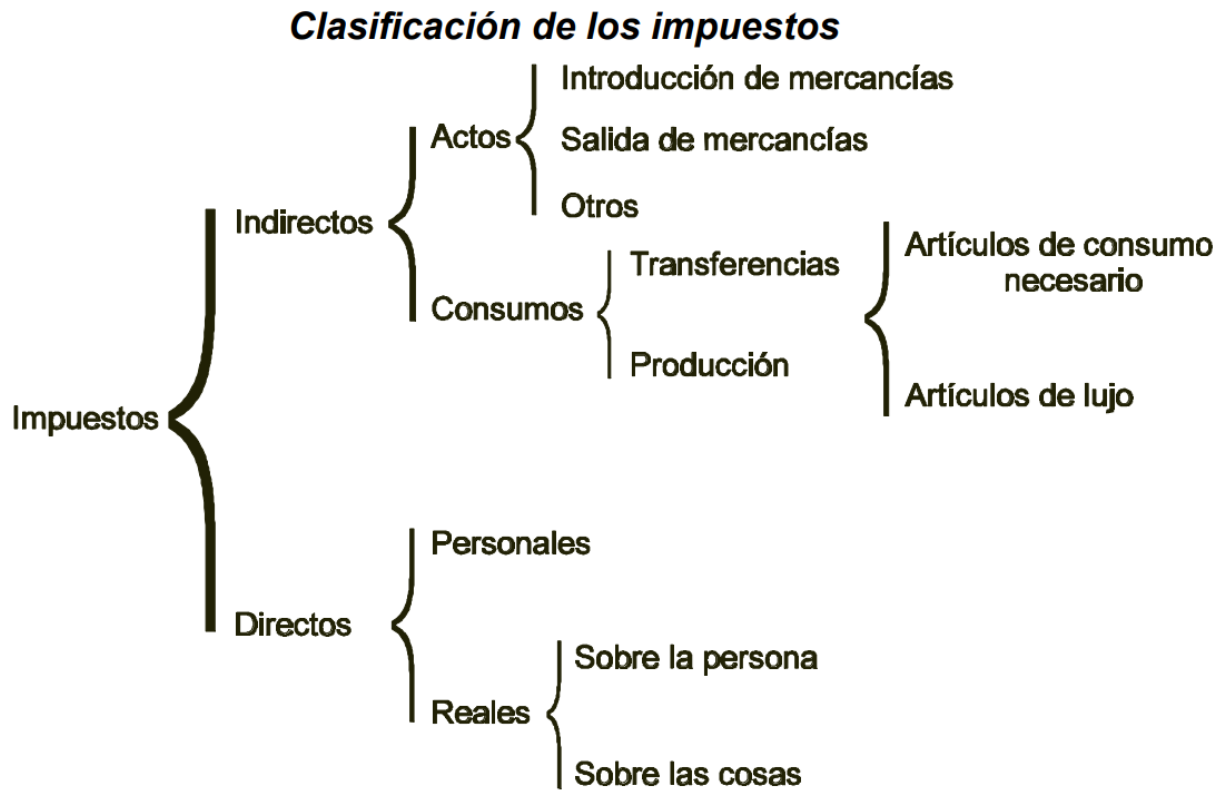 Clasificación de los impuestos
Impuestos
Indirectos
Actos
Introducción de mercancías
Salida de mercancías
Otros
Consumos
Transferencias
Producción
Artículos de consumo
necesario
Artículos de lujo
Directos
Personales
Reales
Sobre la persona
Sobre las cosas